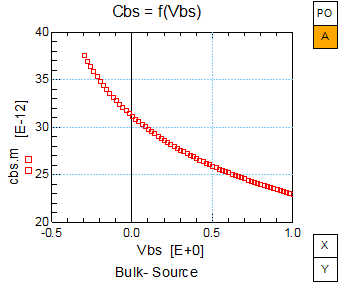 Cbs = f(Vbs)
PO
A
40
35
30
25
20
cbs.m [E-12]
-0.5
0.0
0.5
1.0
Vbs [E+0]
Bulk- Source
X
Y